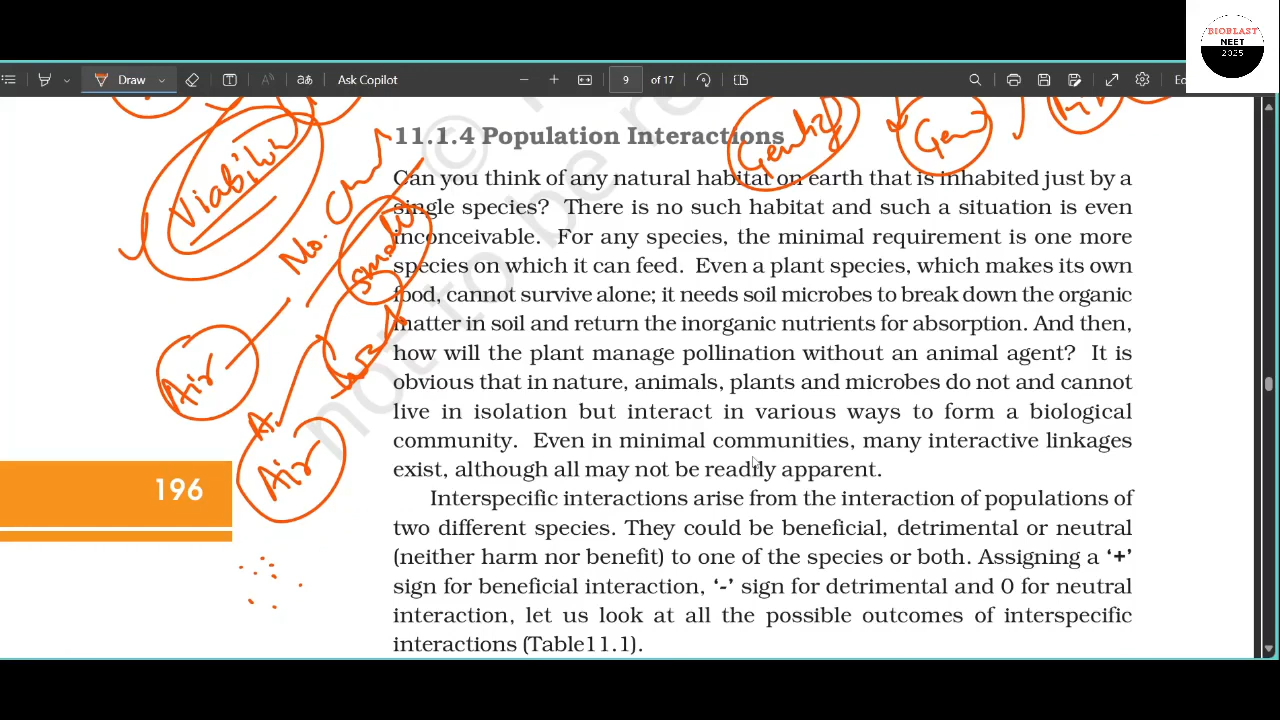 BIOBLAST
NEET
2025
Draw
Ask Copilot
9 of 17
11.1.4 Population Interactions
Can you think of any natural habitat on earth that is inhabited just by a
single species? There is no such habitat and such a situation is even
inconceivable. For any species, the minimal requirement is one more
species on which it can feed. Even a plant species, which makes its own
food, cannot survive alone; it needs soil microbes to break down the organic
matter in soil and return the inorganic nutrients for absorption. And then,
how will the plant manage pollination without an animal agent? It is
obvious that in nature, animals, plants and microbes do not and cannot
live in isolation but interact in various ways to form a biological
community. Even in minimal communities, many interactive linkages
exist, although all may not be readily apparent.
196
Interspecific interactions arise from the interaction of populations of
two different species. They could be beneficial, detrimental or neutral
(neither harm nor benefit) to one of the species or both. Assigning a ‘+’
sign for beneficial interaction, ‘-’ sign for detrimental and 0 for neutral
interaction, let us look at all the possible outcomes of interspecific
interactions (Table11.1).
not to be re
Viability
No.
Small
Air
Air